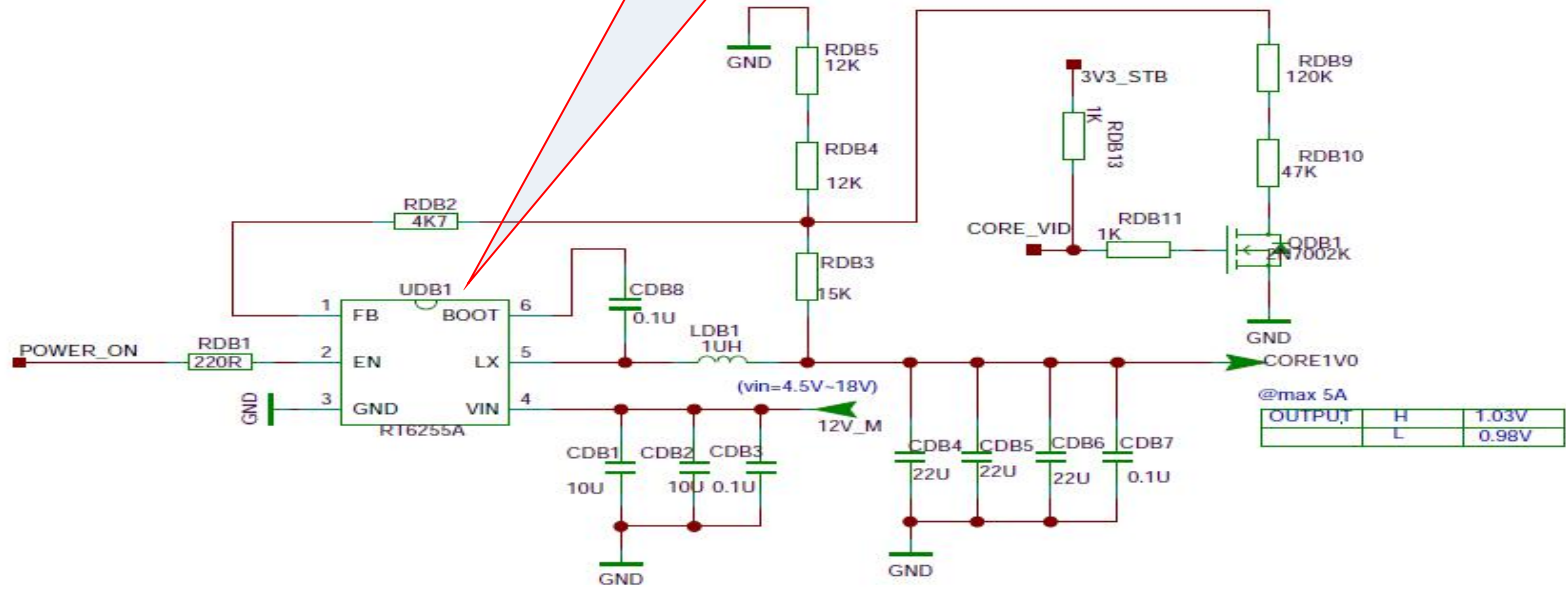 GND
RDB5
12K
RDB4
12K
3V3_STB
1K
RDB13
RDB9
120K
RDB10
47K
RDB2
4K7
CORE_VID
RDB11
1K
QDB1
2N7002K
GND
RDB3
15K
UDB1
1
FB
BOOT
6
CDB8
0.1U
POWER_ON
RDB1
220R
2
EN
LX
5
LDB1
1UH
CORE1V0
GND
3
GND
VIN
4
RT6255A
(vin=4.5V~18V)
12V_M
@max 5A
OUTPUT H 1.03V
L 0.98V
CDB1
10U
CDB2
10U
CDB3
0.1U
GND
CDB4
22U
CDB5
22U
CDB6
22U
CDB7
0.1U
GND